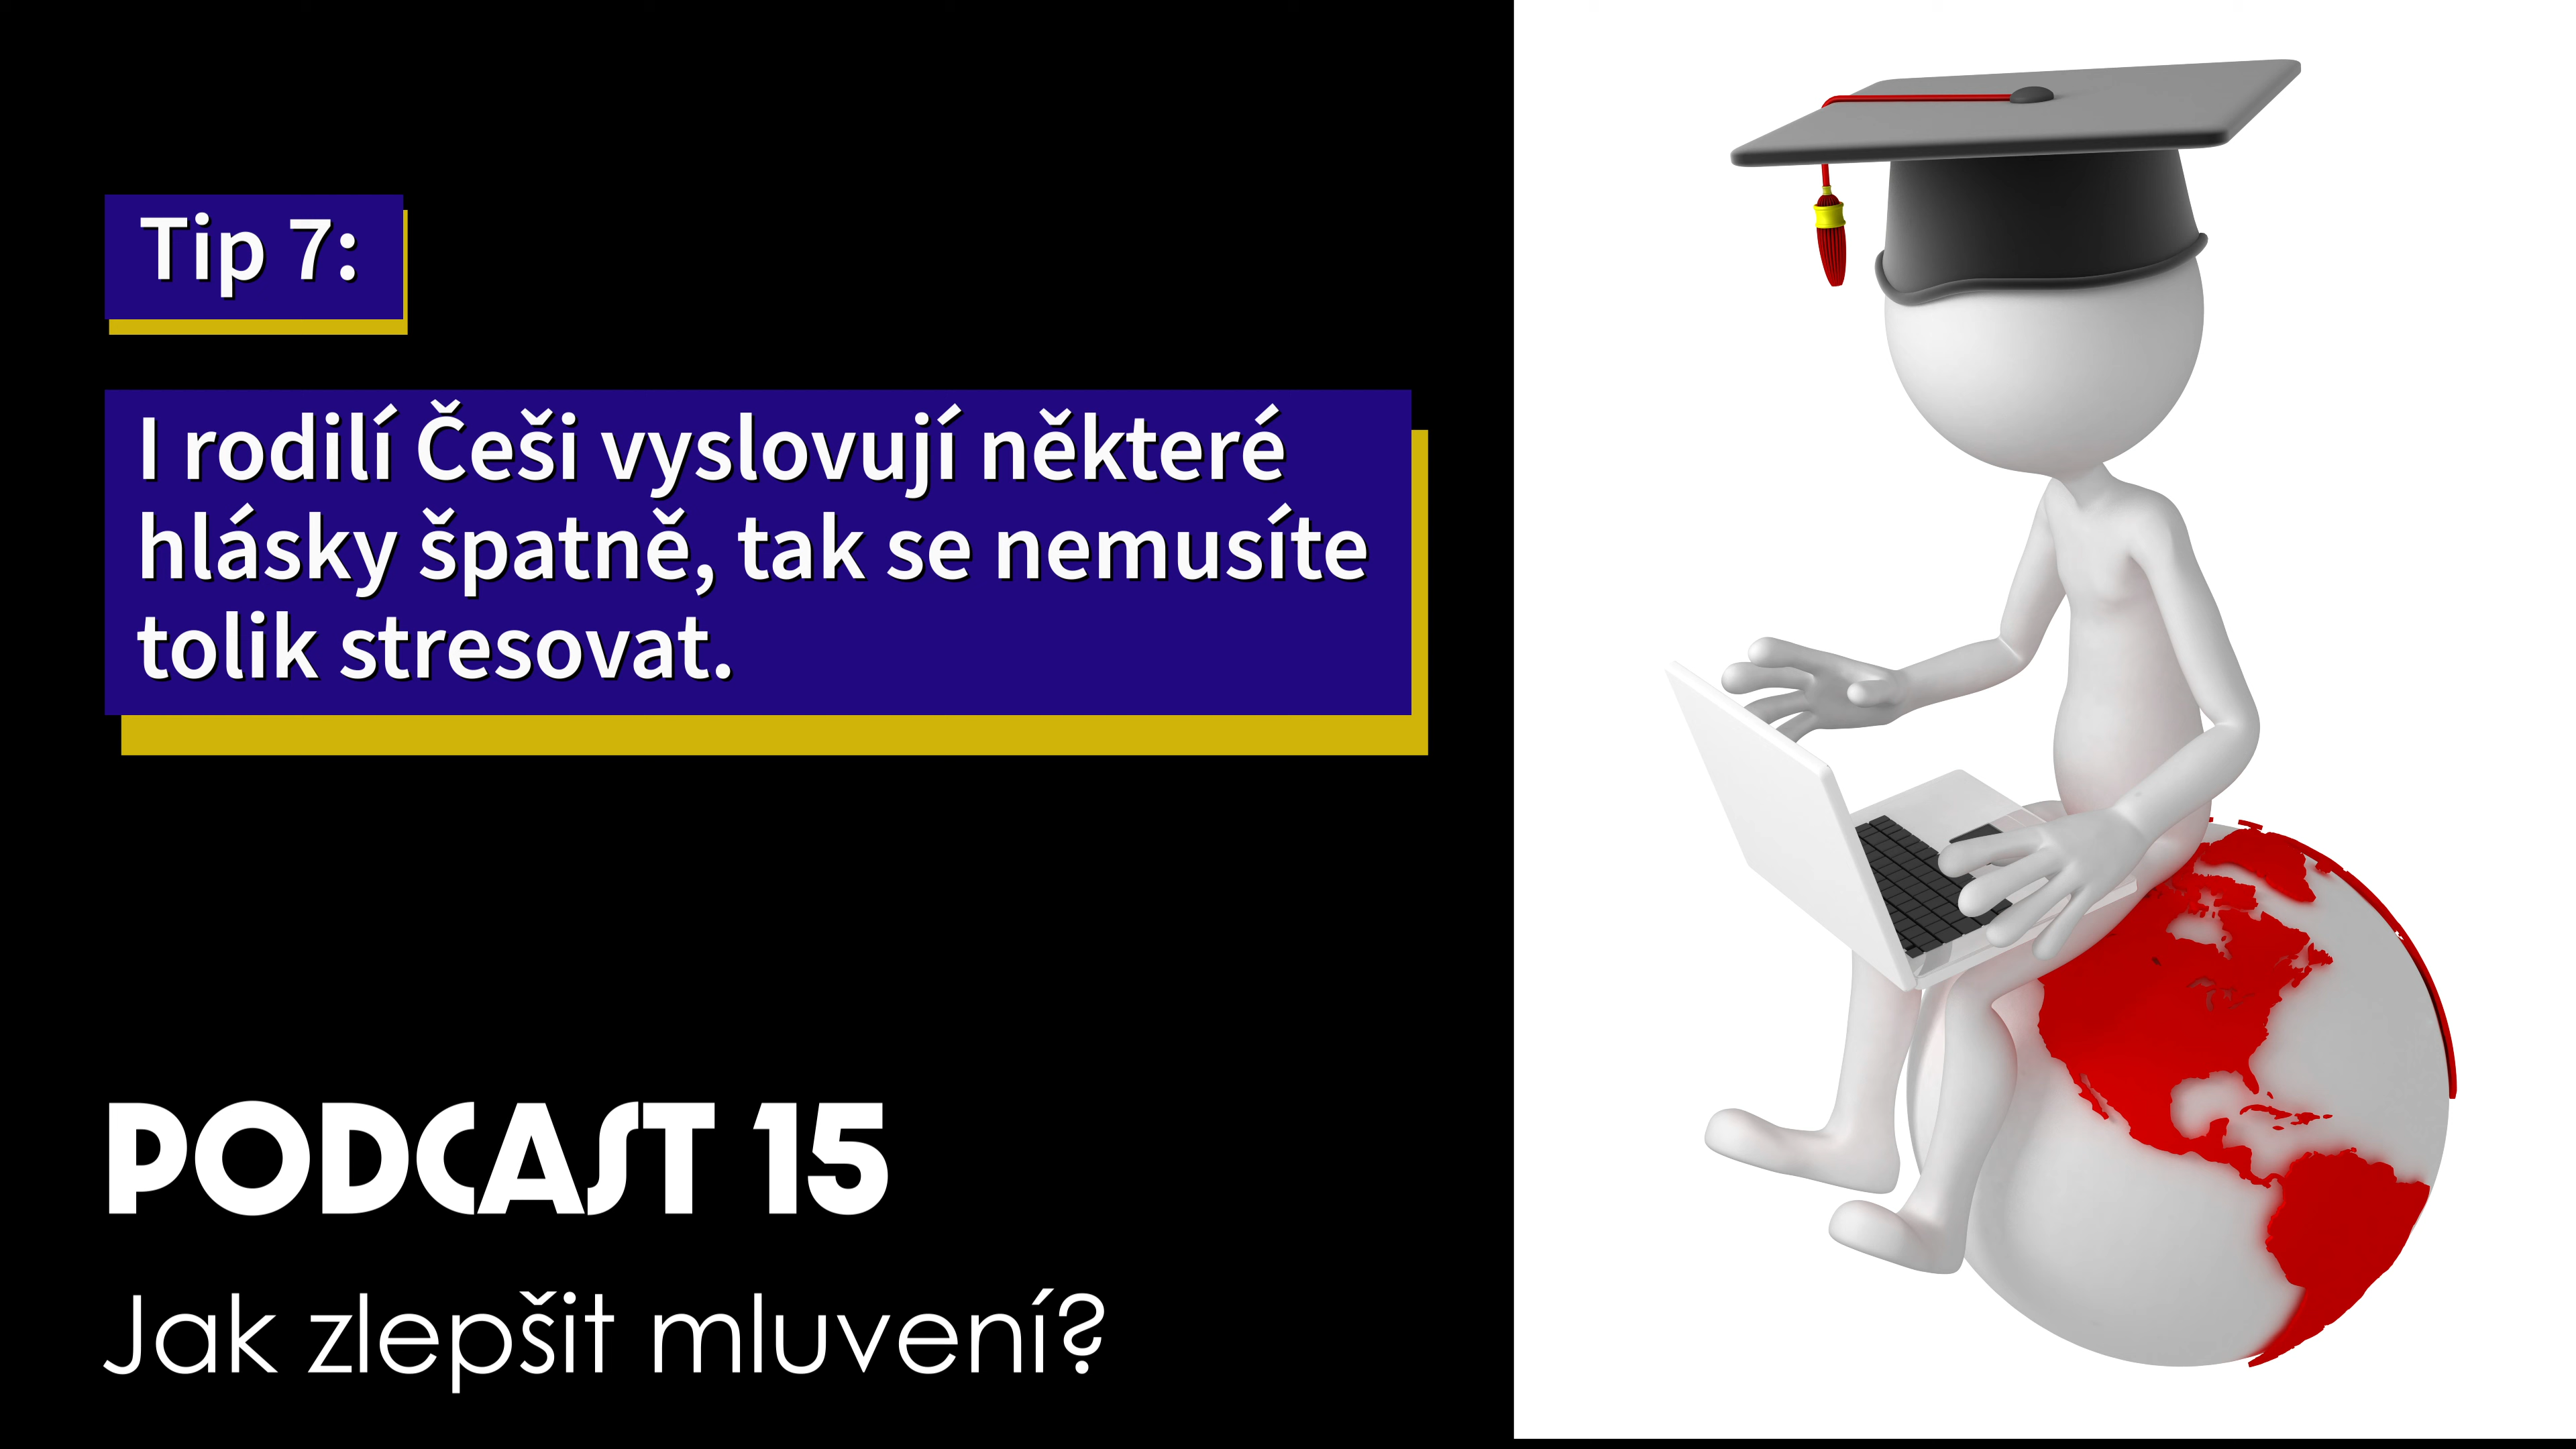 Tip 7:
I rodilí Češi vyslovují některé
hlásky špatně, tak se nemusíte
tolik stresovat.
PODCAST 15
Jak zlepšit mluvení?